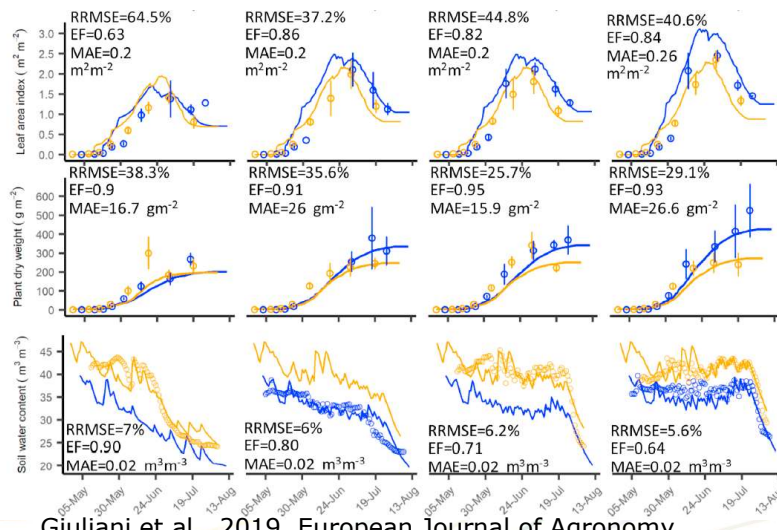 RRMSE=64.5%
EF=0.63
MAE=0.2
m²m⁻²
RRMSE=37.2%
EF=0.86
MAE=0.2
m²m⁻²
RRMSE=44.8%
EF=0.82
MAE=0.2
m²m⁻²
RRMSE=40.6%
EF=0.84
MAE=0.26
m²m⁻²
Leaf area index ( m² m⁻²)
3.0
2.5
2.0
1.5
1.0
0.5
0.0
RRMSE=38.3%
EF=0.9
MAE=16.7 gm⁻²
RRMSE=35.6%
EF=0.91
MAE=26 gm⁻²
RRMSE=25.7%
EF=0.95
MAE=15.9 gm⁻²
RRMSE=29.1%
EF=0.93
MAE=26.6 gm⁻²
Plant dry weight ( g m⁻²)
600
500
400
300
200
100
0
Soil water content ( m³ m⁻³)
45
40
35
30
25
20
RRMSE=7%
EF=0.90
MAE=0.02 m³m⁻³
RRMSE=6%
EF=0.80
MAE=0.02 m³m⁻³
RRMSE=6.2%
EF=0.71
MAE=0.02 m³m⁻³
RRMSE=5.6%
EF=0.64
MAE=0.02 m³m⁻³
05-May 30-May 24-Jun 19-Jul 13-Aug 05-May 30-May 24-Jun 19-Jul 13-Aug 05-May 30-May 24-Jun 19-Jul 13-Aug 05-May 30-May 24-Jun 19-Jul 13-Aug
Giuliani et al., 2019. European Journal of Agronomy